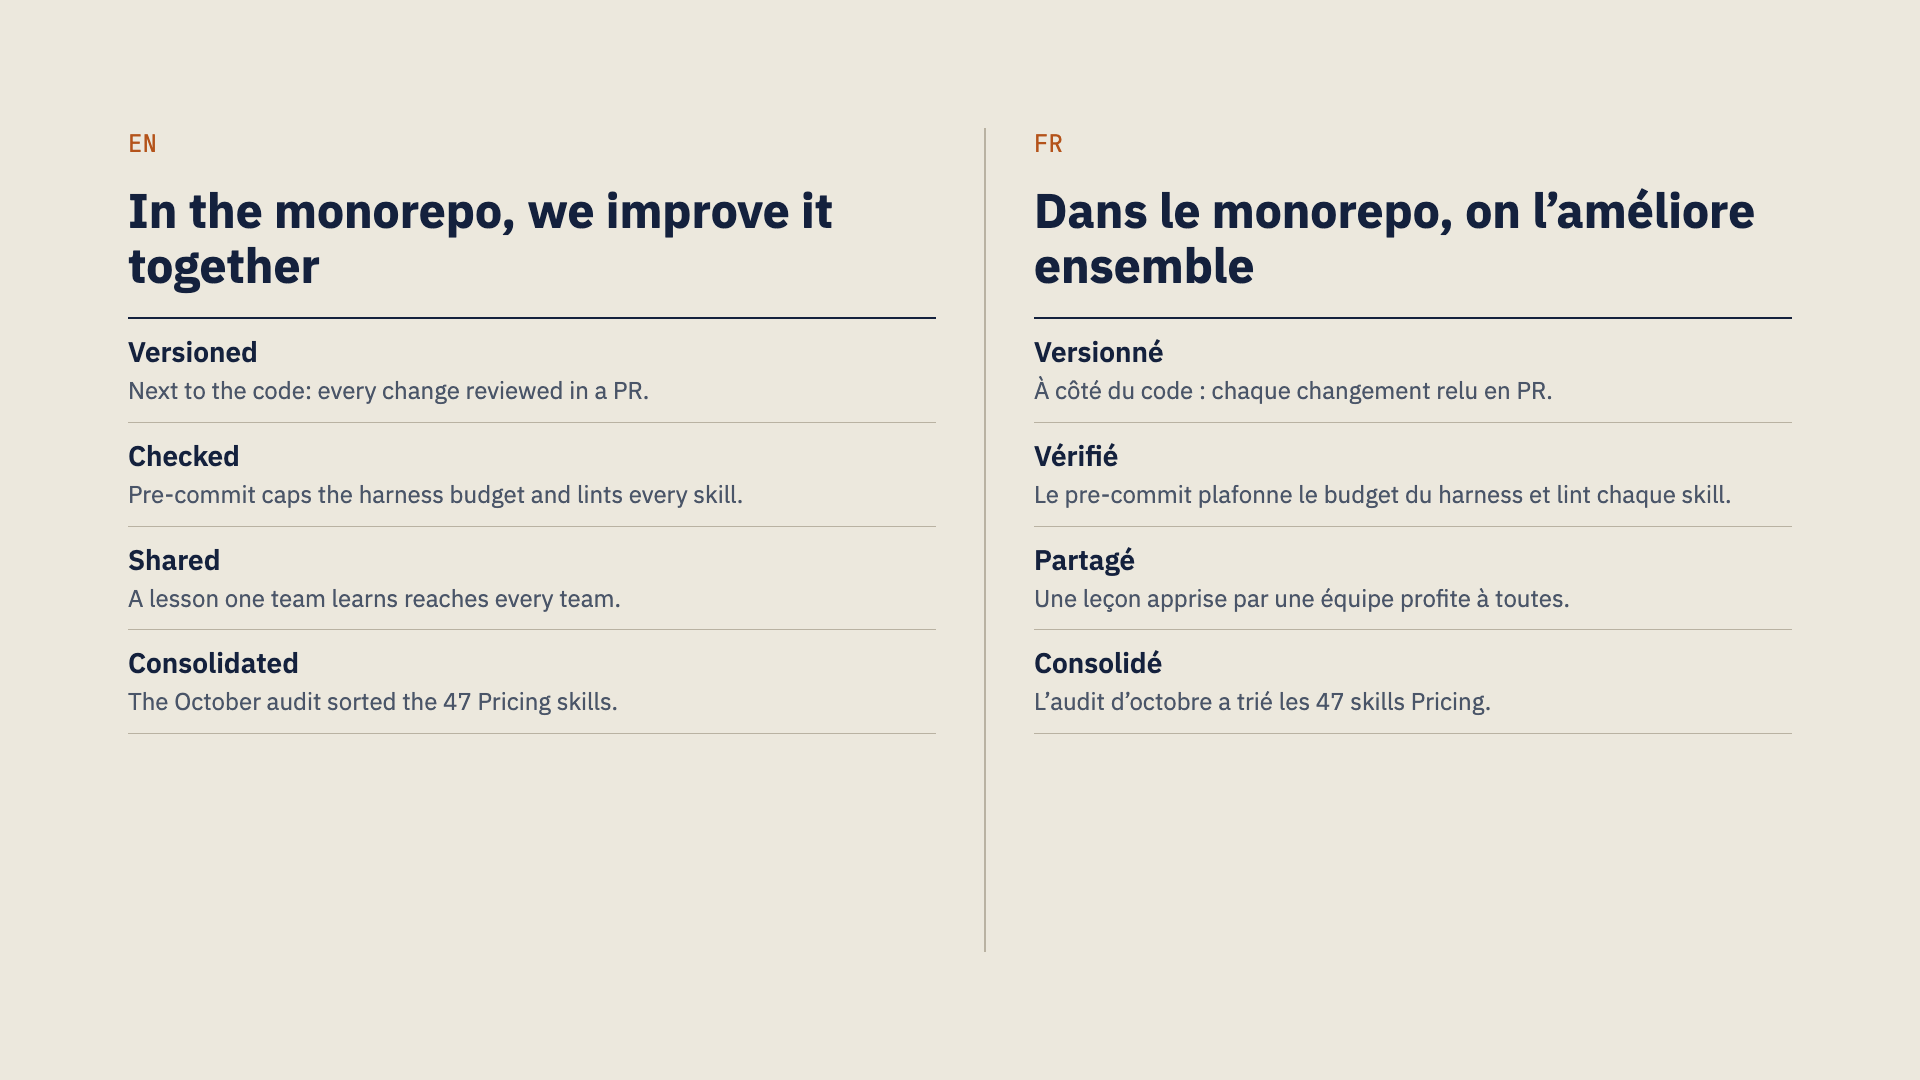 EN
In the monorepo, we improve it
together
Versioned
Next to the code: every change reviewed in a PR.
Checked
Pre-commit caps the harness budget and lints every skill.
Shared
A lesson one team learns reaches every team.
Consolidated
The October audit sorted the 47 Pricing skills.
FR
Dans le monorepo, on l’améliore
ensemble
Versionné
À côté du code : chaque changement relu en PR.
Vérifié
Le pre-commit plafonne le budget du harness et lint chaque skill.
Partagé
Une leçon apprise par une équipe profite à toutes.
Consolidé
L’audit d’octobre a trié les 47 skills Pricing.